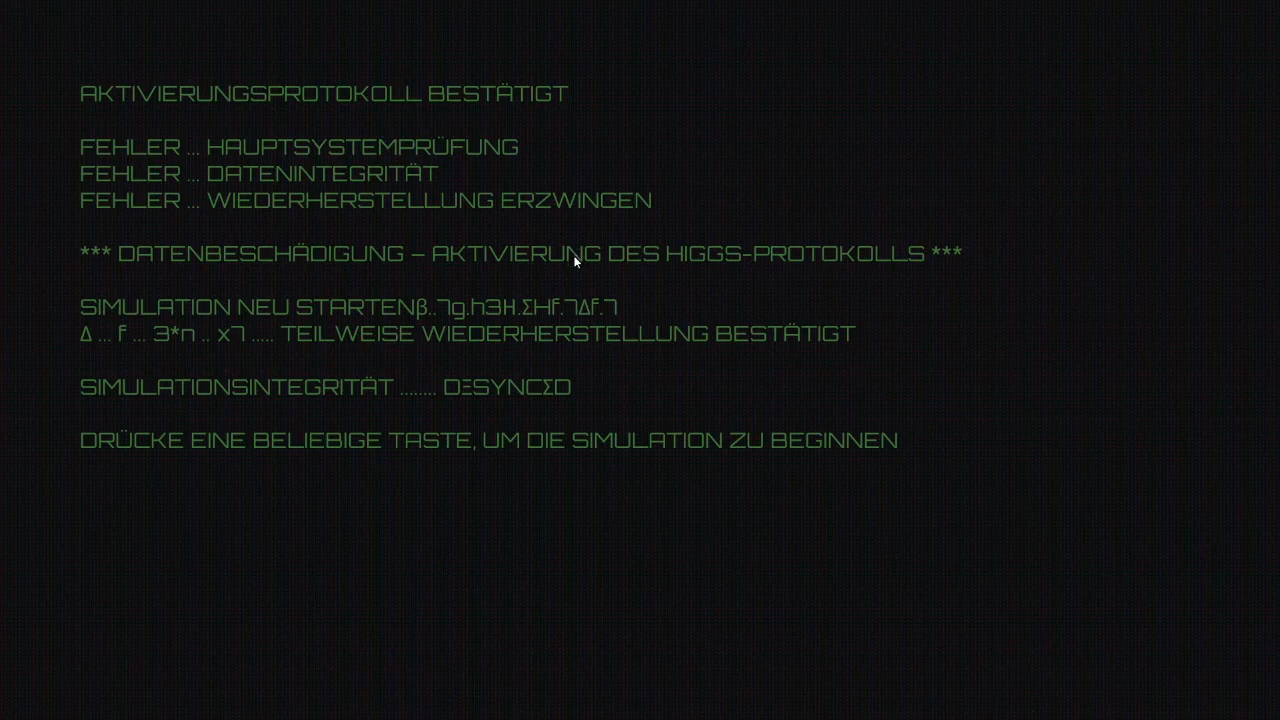 AKTIVIERUNGSPROTOKOLL BESTÄTIGT
FEHLER ... HAUPTSYSTEMPRÜFUNG
FEHLER ... DATENINTEGRITÄT
FEHLER ... WIEDERHERSTELLUNG ERZWINGEN
*** DATENBESCHÄDIGUNG – AKTIVIERUNG DES HIGGS-PROTOKOLLS ***
SIMULATION NEU STARTEN
TEILWEISE WIEDERHERSTELLUNG BESTÄTIGT
SIMULATIONSINTEGRITÄT ........ DΞSYNCΣD
DRÜCKE EINE BELIEBIGE TASTE, UM DIE SIMULATION ZU BEGINNEN